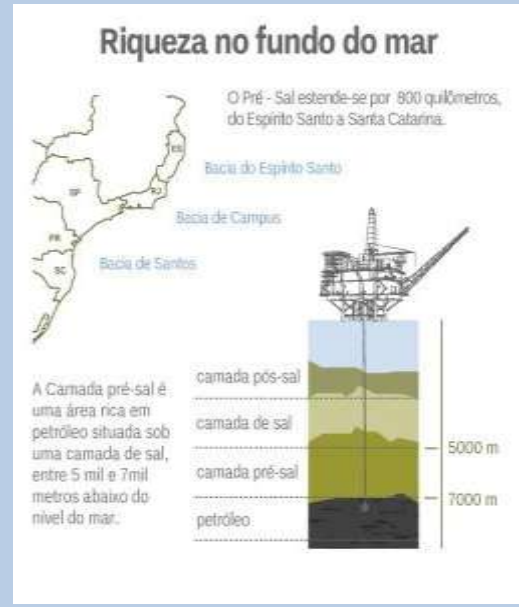 Riqueza no fundo do mar
O Pré - Sal estende-se por 800 quilômetros,
do Espírito Santo a Santa Catarina.
ES
Bacia do Espírito Santo
SP
RJ
Bacia de Campus
PR
SC
Bacia de Santos
A Camada pré-sal é
uma área rica em
petróleo situada sob
uma camada de sal,
entre 5 mil e 7mil
metros abaixo do
nível do mar.
camada pós-sal
camada de sal
5000 m
camada pré-sal
7000 m
petróleo